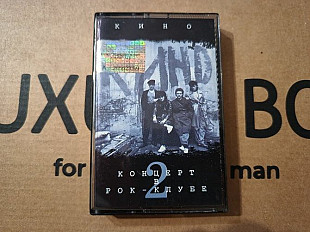 КИНО
КИНО
UXU BO
for man
КОНЦЕРТ
В
2
РОК-КЛУБЕ